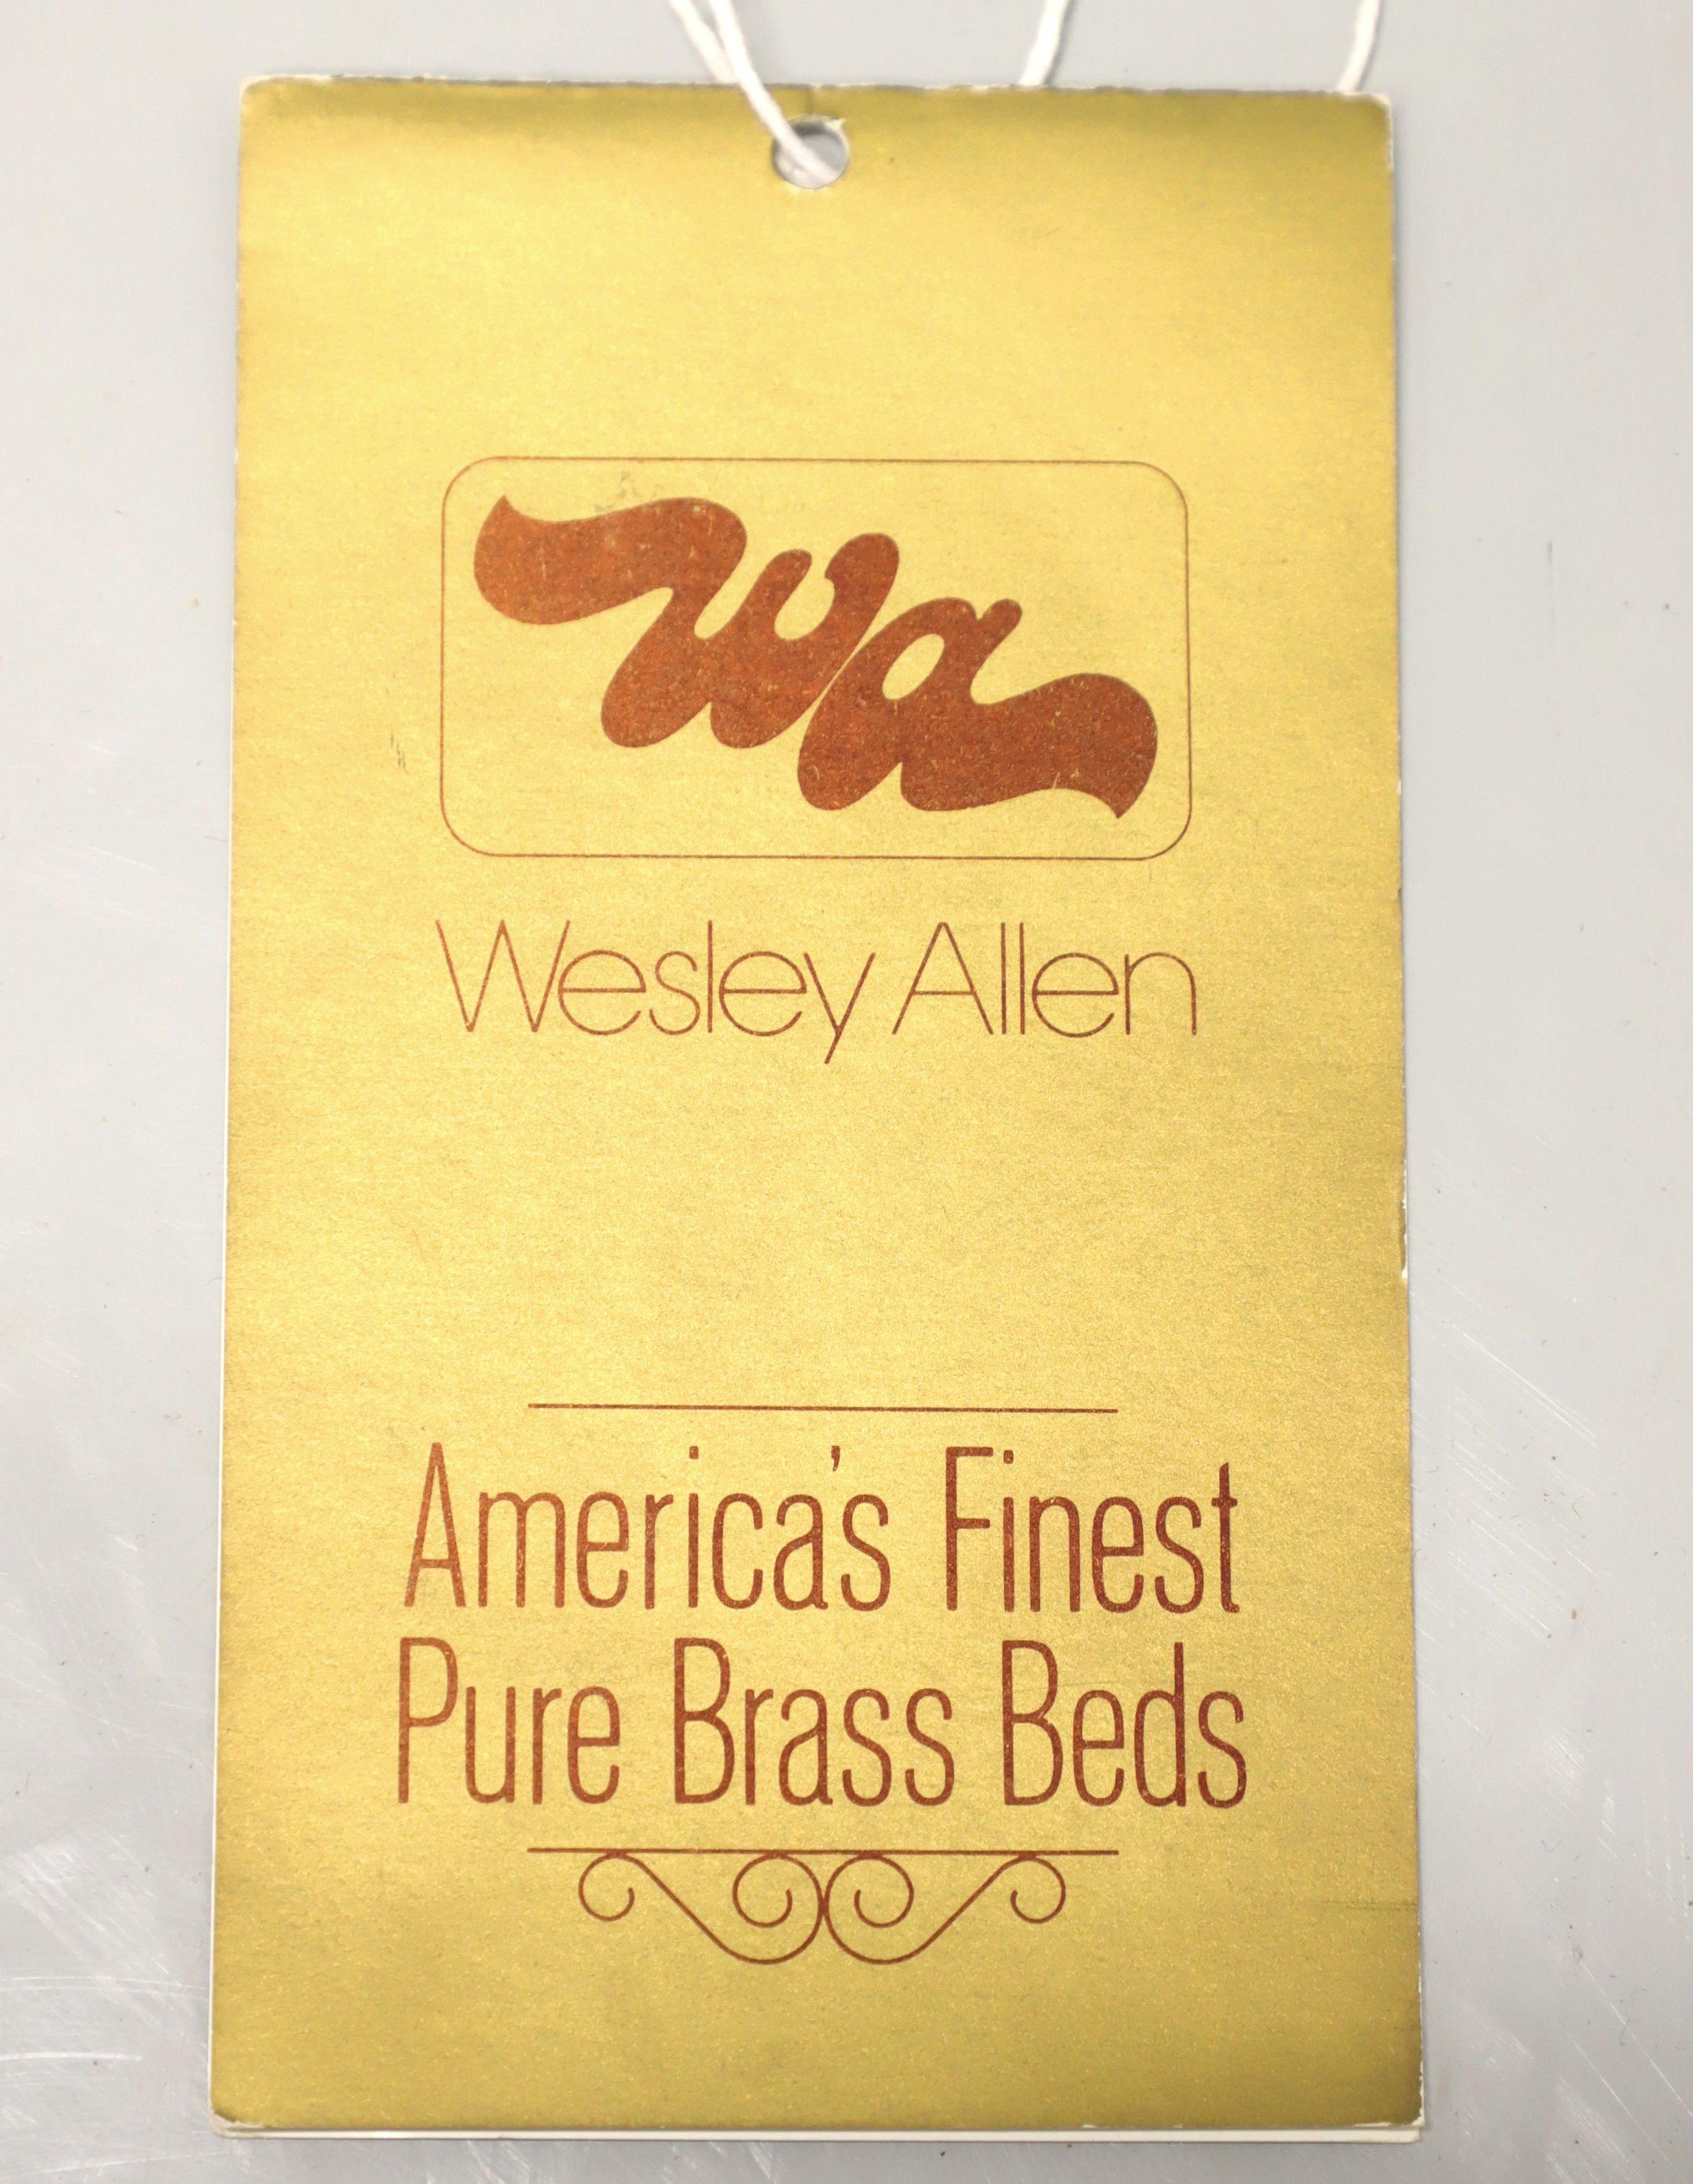 wa
Wesley Allen
America's Finest
Pure Brass Beds